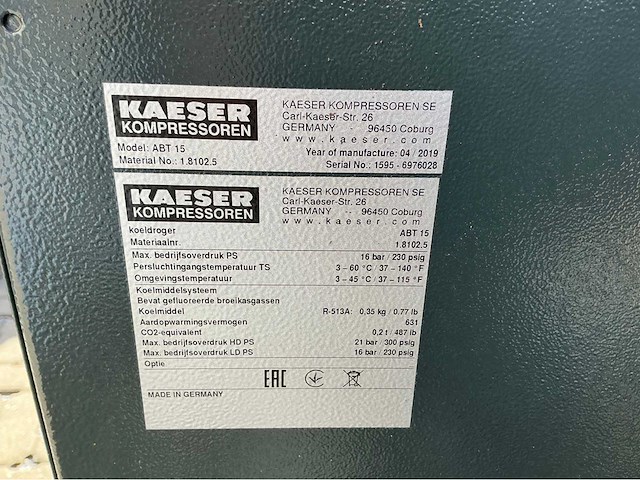 KAESER
KOMPRESSOREN
KAESER KOMPRESSOREN SE
Carl-Kaeser-Str. 26
GERMANY -- 96450 Coburg
www.kaeser.com
Model: ABT 15
Year of manufacture: 04 / 2019
Material No.: 1.8102.5
Serial No.: 1595 - 6976028
KAESER
KOMPRESSOREN
KAESER KOMPRESSOREN SE
Carl-Kaeser-Str. 26
GERMANY -- 96450 Coburg
www.kaeser.com
koeldroger ABT 15
Materiaalnr. 1.8102.5
Max. bedrijfsoverdruk PS 16 bar / 230 psig
Persluchtingangstemperatuur TS 3 – 60 °C / 37 – 140 °F
Omgevingstemperatuur 3 – 45 °C / 37 – 115 °F
Koelmiddelsysteem
Bevat gefluoreerde broeikasgassen
Koelmiddel R-513A: 0,35 kg / 0.77 lb
Aardopwarmingsvermogen 631
CO2-equivalent 0,2 t / 487 lb
Max. bedrijfsoverdruk HD PS 21 bar / 300 psig
Max. bedrijfsoverdruk LD PS 16 bar / 230 psig
Optie
EAC
MADE IN GERMANY